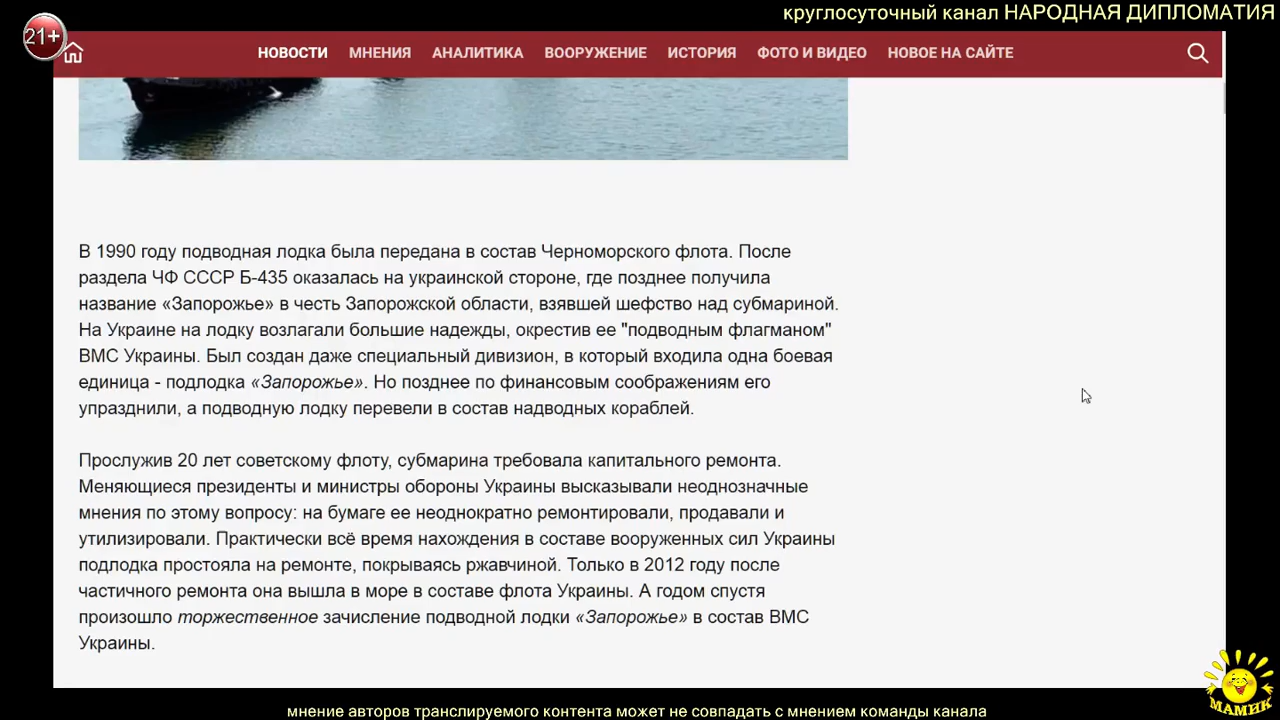 круглосуточный канал НАРОДНАЯ ДИПЛОМАТИЯ
21+
НОВОСТИ МНЕНИЯ АНАЛИТИКА ВООРУЖЕНИЕ ИСТОРИЯ ФОТО И ВИДЕО НОВОЕ НА САЙТЕ
В 1990 году подводная лодка была передана в состав Черноморского флота. После
раздела ЧФ СССР Б-435 оказалась на украинской стороне, где позднее получила
название «Запорожье» в честь Запорожской области, взявшей шефство над субмариной.
На Украине на лодку возлагали большие надежды, окрестив ее "подводным флагманом"
ВМС Украины. Был создан даже специальный дивизион, в который входила одна боевая
единица - подлодка «Запорожье». Но позднее по финансовым соображениям его
упразднили, а подводную лодку перевели в состав надводных кораблей.
Прослужив 20 лет советскому флоту, субмарина требовала капитального ремонта.
Меняющиеся президенты и министры обороны Украины высказывали неоднозначные
мнения по этому вопросу: на бумаге ее неоднократно ремонтировали, продавали и
утилизировали. Практически всё время нахождения в составе вооруженных сил Украины
подлодка простояла на ремонте, покрываясь ржавчиной. Только в 2012 году после
частичного ремонта она вышла в море в составе флота Украины. А годом спустя
произошло торжественное зачисление подводной лодки «Запорожье» в состав ВМС
Украины.
МАМИК
мнение авторов транслируемого контента может не совпадать с мнением команды канала